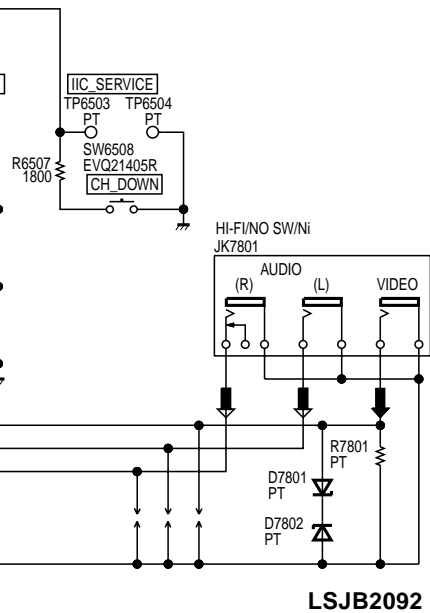 IIC_SERVICE
TP6503 TP6504
PT PT
SW6508
EVQ21405R
CH_DOWN
R6507
1800
HI-FI/NO SW/Ni
JK7801
AUDIO
(R) (L) VIDEO
R7801
PT
D7801
PT
D7802
PT
LSJB2092